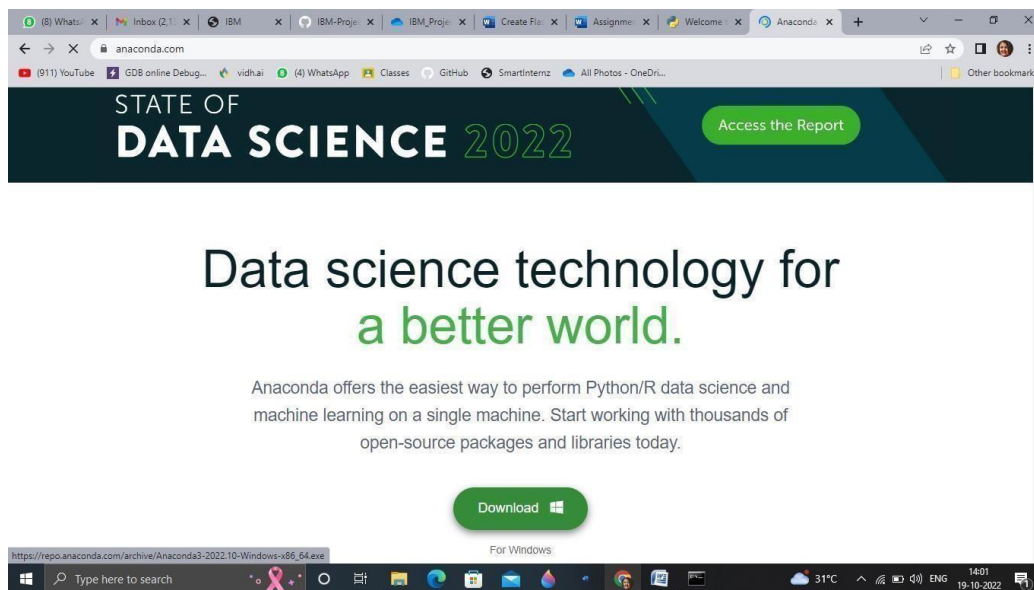 (8) Whats
Inbox (2,1
IBM
IBM-Proje
IBM_Proje
Create Fla
Assignme
Welcome
Anaconda
anaconda.com
(911) YouTube
GDB online Debug...
vidh.ai
(4) WhatsApp
Classes
GitHub
SmartInternz
All Photos - OneDri...
Other bookmark
STATE OF
DATA SCIENCE 2022
Access the Report
Data science technology for
a better world.
Anaconda offers the easiest way to perform Python/R data science and
machine learning on a single machine. Start working with thousands of
open-source packages and libraries today.
Download
For Windows
https://repo.anaconda.com/archive/Anaconda3-2022.10-Windows-x86_64.exe
Type here to search
31°C
ENG
14:01
19-10-2022